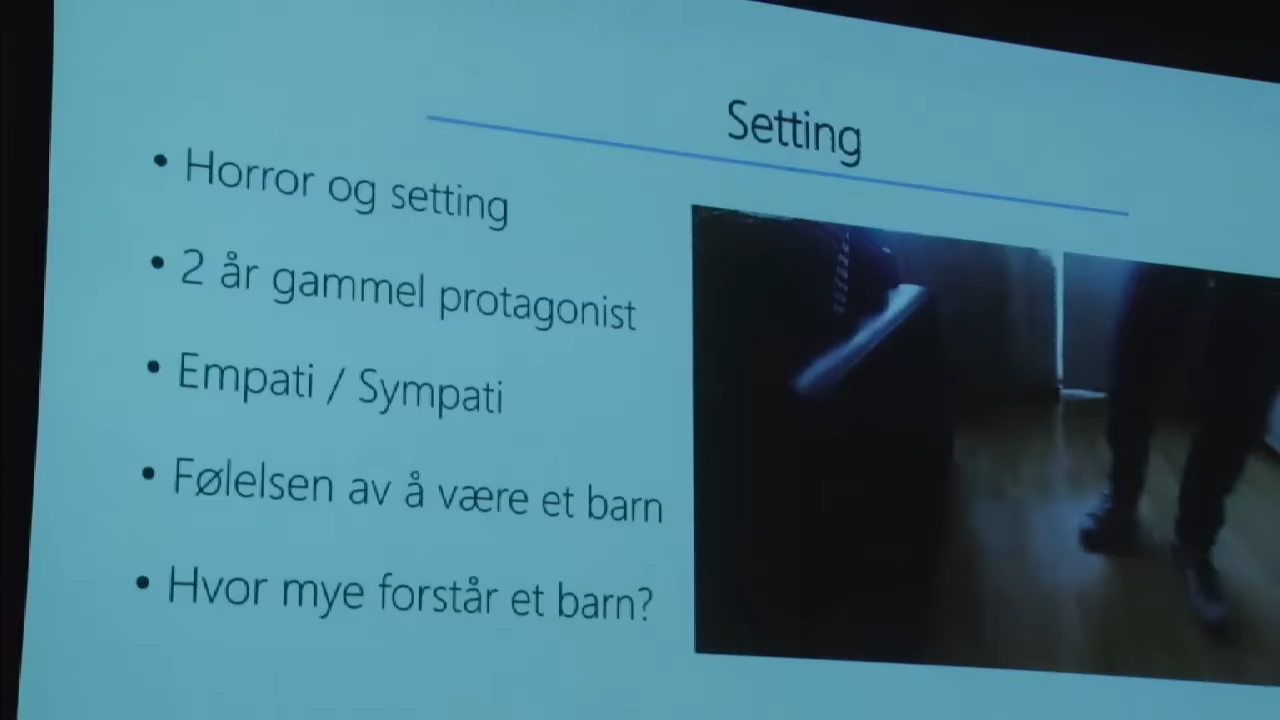 Setting
• Horror og setting
• 2 år gammel protagonist
• Empati / Sympati
• Følelsen av å være et barn
• Hvor mye forstår et barn?